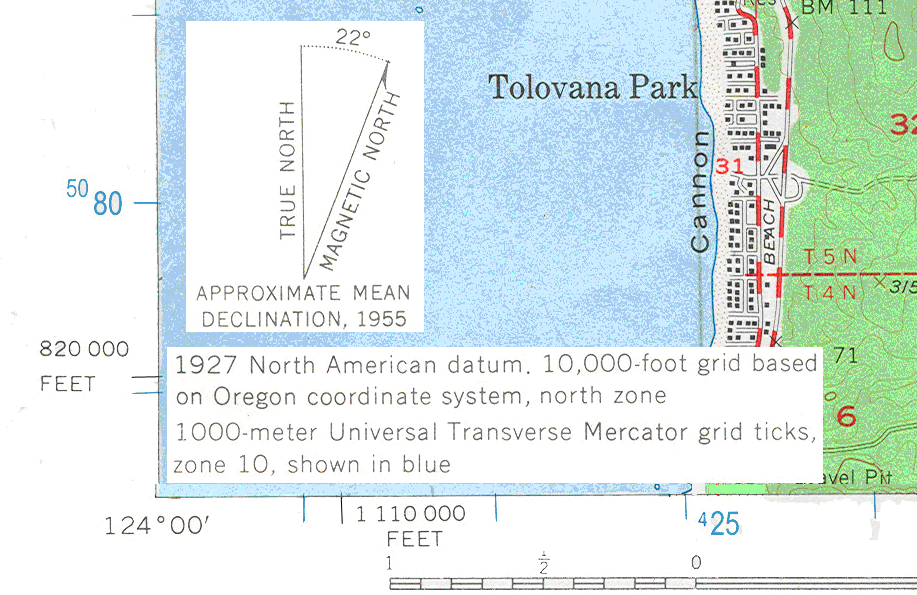 BM 111
22°
Tolovana Park
TRUE NORTH
MAGNETIC NORTH
32
31
Cannon
BEACH
50 80
T 5 N
T 4 N
APPROXIMATE MEAN
DECLINATION, 1955
820 000
FEET
71
1927 North American datum. 10,000-foot grid based
on Oregon coordinate system, north zone
1000-meter Universal Transverse Mercator grid ticks,
zone 10, shown in blue
6
Pit
124°00′
1 110 000
FEET
425
1
1/2
0